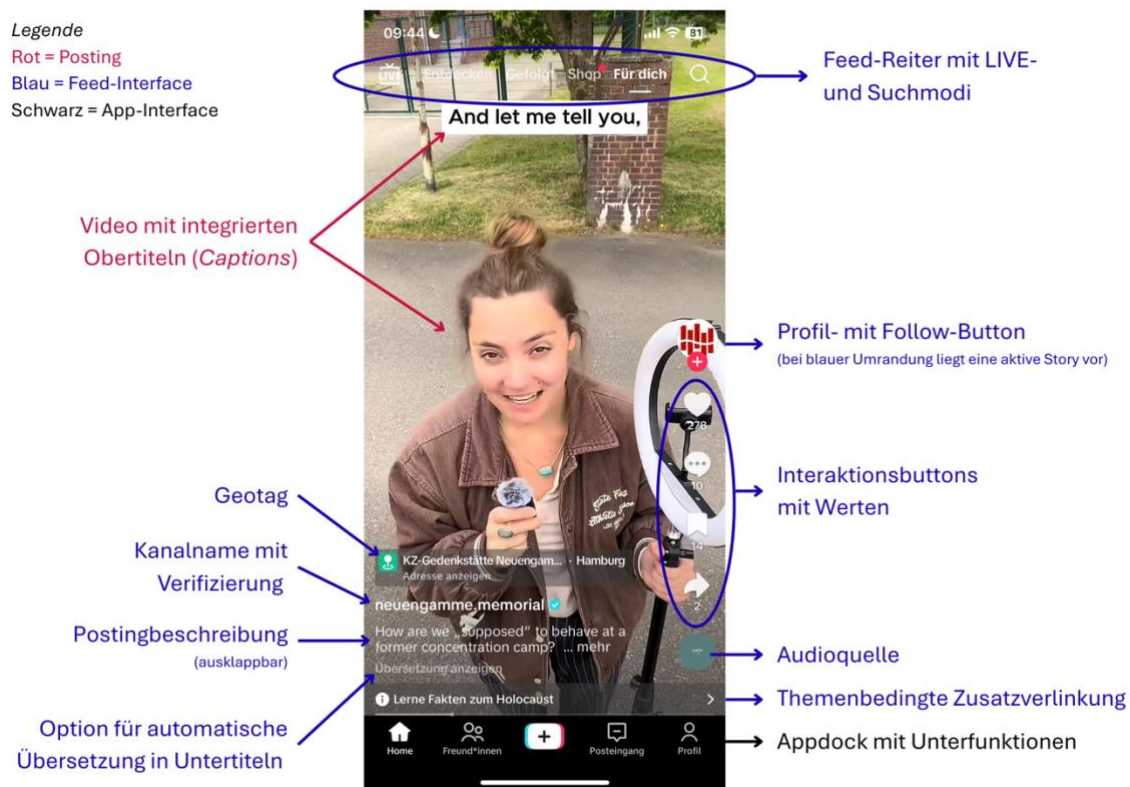 Legende
Rot = Posting
Blau = Feed-Interface
Schwarz = App-Interface
09:44
81
LIVE Entdecken Gefolgt Shop Für dich
Feed-Reiter mit LIVE-
und Suchmodi
And let me tell you,
Video mit integrierten
Obertiteln (Captions)
Profil- mit Follow-Button
(bei blauer Umrandung liegt eine aktive Story vor)
278
10
14
2
Interaktionsbuttons
mit Werten
Geotag
KZ-Gedenkstätte Neuengam... · Hamburg
Adresse anzeigen
Kanalname mit
Verifizierung
neuengamme.memorial
Postingbeschreibung
(ausklappbar)
How are we „supposed“ to behave at a
former concentration camp? ... mehr
Übersetzung anzeigen
Audioquelle
Lerne Fakten zum Holocaust
Themenbedingte Zusatzverlinkung
Option für automatische
Übersetzung in Untertiteln
Home Freund*innen Posteingang Profil
Appdock mit Unterfunktionen